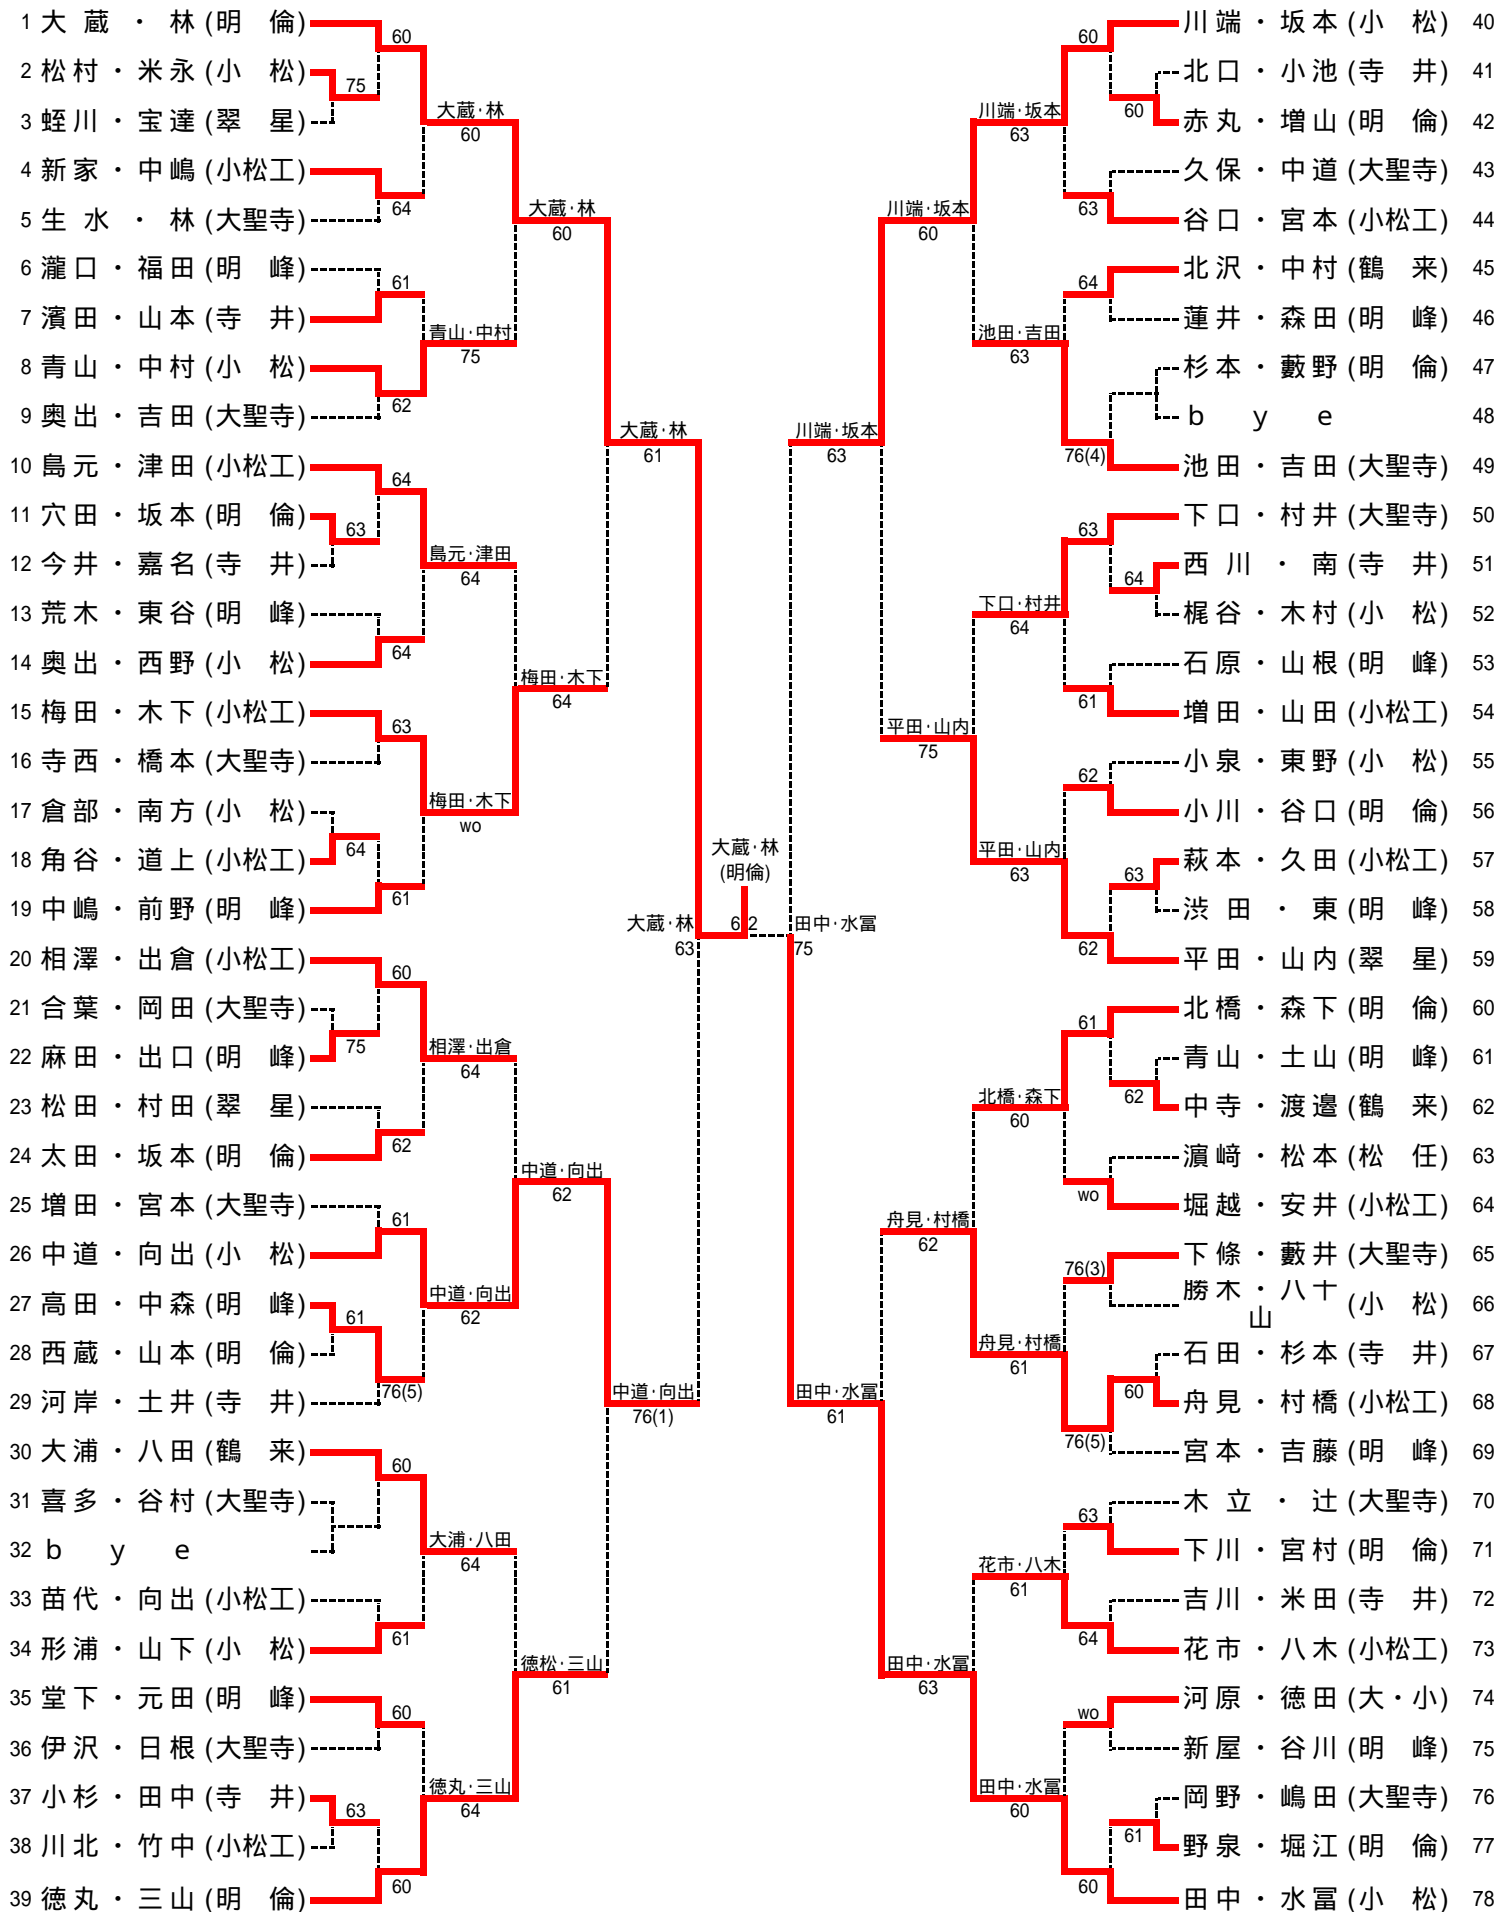 1 大 蔵 ・ 林 (明 倫)
2 松村・米永 (小 松)
3 蛭川・宝達 (翠 星)
4 新家・中嶋 (小松工)
5 生 水 ・ 林 (大聖寺)
6 瀧口・福田 (明 峰)
7 濱田・山本 (寺 井)
8 青山・中村 (小 松)
9 奥出・吉田 (大聖寺)
10 島元・津田 (小松工)
11 穴田・坂本 (明 倫)
12 今井・嘉名 (寺 井)
13 荒木・東谷 (明 峰)
14 奥出・西野 (小 松)
15 梅田・木下 (小松工)
16 寺西・橋本 (大聖寺)
17 倉部・南方 (小 松)
18 角谷・道上 (小松工)
19 中嶋・前野 (明 峰)
20 相澤・出倉 (小松工)
21 合葉・岡田 (大聖寺)
22 麻田・出口 (明 峰)
23 松田・村田 (翠 星)
24 太田・坂本 (明 倫)
25 増田・宮本 (大聖寺)
26 中道・向出 (小 松)
27 高田・中森 (明 峰)
28 西蔵・山本 (明 倫)
29 河岸・土井 (寺 井)
30 大浦・八田 (鶴 来)
31 喜多・谷村 (大聖寺)
32 b y e
33 苗代・向出 (小松工)
34 形浦・山下 (小 松)
35 堂下・元田 (明 峰)
36 伊沢・日根 (大聖寺)
37 小杉・田中 (寺 井)
38 川北・竹中 (小松工)
39 徳丸・三山 (明 倫)
75
63
64
75
61
63
60
64
61
62
64
64
63
61
60
62
61
76(5)
60
61
60
60
大蔵・林
60
青山・中村
75
島元・津田
64
梅田・木下
wo
相澤・出倉
64
中道・向出
62
大浦・八田
64
徳丸・三山
64
大蔵・林
60
梅田・木下
64
中道・向出
62
徳松・三山
61
大蔵・林
61
中道・向出
76(1)
大蔵・林
63
大蔵・林
(明倫)
62
田中・水冨
75
川端・坂本
63
田中・水冨
61
川端・坂本
60
平田・山内
75
舟見・村橋
62
田中・水冨
63
川端・坂本
63
池田・吉田
63
下口・村井
64
平田・山内
63
北橋・森下
60
舟見・村橋
61
花市・八木
61
田中・水冨
60
60
63
64
76(4)
63
61
62
62
61
wo
76(3)
76(5)
63
64
wo
60
60
64
63
62
60
61
川端・坂本 (小 松) 40
北口・小池 (寺 井) 41
赤丸・増山 (明 倫) 42
久保・中道 (大聖寺) 43
谷口・宮本 (小松工) 44
北沢・中村 (鶴 来) 45
蓮井・森田 (明 峰) 46
杉本・藪野 (明 倫) 47
b y e 48
池田・吉田 (大聖寺) 49
下口・村井 (大聖寺) 50
西 川 ・ 南 (寺 井) 51
梶谷・木村 (小 松) 52
石原・山根 (明 峰) 53
増田・山田 (小松工) 54
小泉・東野 (小 松) 55
小川・谷口 (明 倫) 56
萩本・久田 (小松工) 57
渋 田 ・ 東 (明 峰) 58
平田・山内 (翠 星) 59
北橋・森下 (明 倫) 60
青山・土山 (明 峰) 61
中寺・渡邉 (鶴 来) 62
濵﨑・松本 (松 任) 63
堀越・安井 (小松工) 64
下條・藪井 (大聖寺) 65
勝木・八十山 (小 松) 66
石田・杉本 (寺 井) 67
舟見・村橋 (小松工) 68
宮本・吉藤 (明 峰) 69
木 立 ・ 辻 (大聖寺) 70
下川・宮村 (明 倫) 71
吉川・米田 (寺 井) 72
花市・八木 (小松工) 73
河原・徳田 (大・小) 74
新屋・谷川 (明 峰) 75
岡野・嶋田 (大聖寺) 76
野泉・堀江 (明 倫) 77
田中・水冨 (小 松) 78